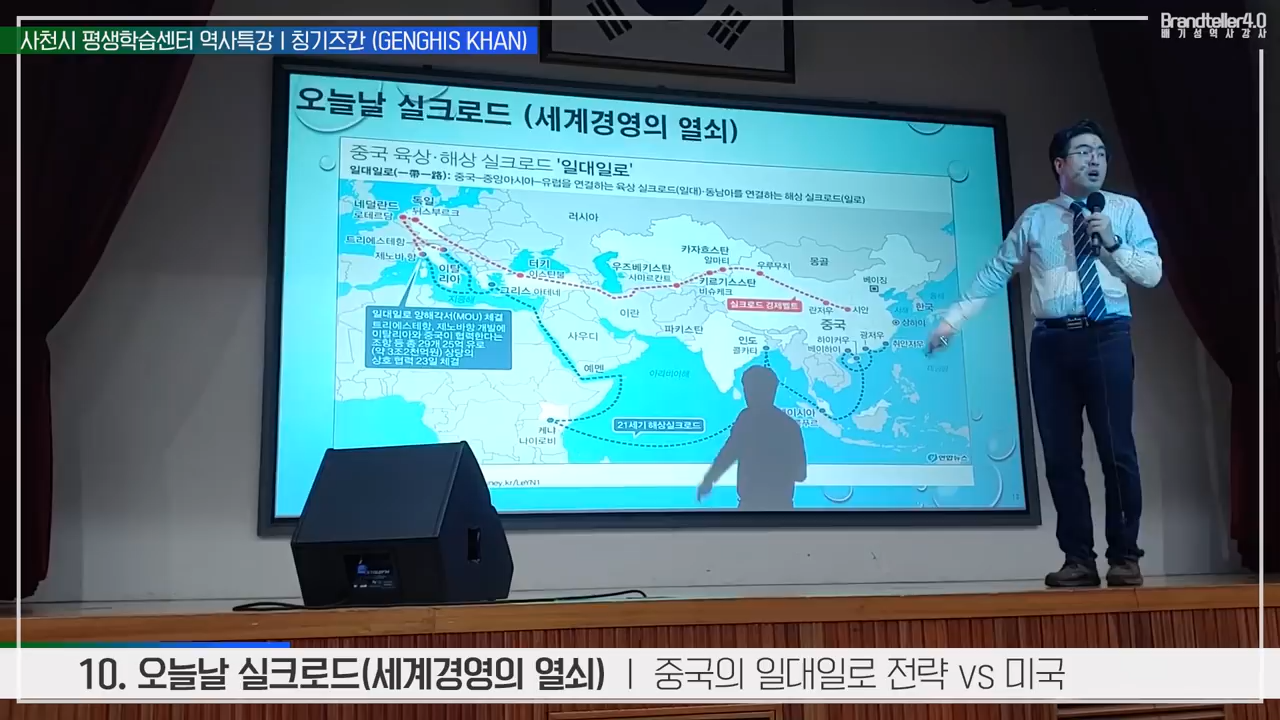 사천시 평생학습센터 역사특강 | 칭기즈칸 (GENGHIS KHAN)
Brandteller4.0
배기성역사강사
오늘날 실크로드 (세계경영의 열쇠)
중국 육상·해상 실크로드 '일대일로'
일대일로(一帶一路): 중국-중앙아시아-유럽을 연결하는 육상 실크로드(일대)·동남아를 연결하는 해상 실크로드(일로)
네덜란드
로테르담
독일
뒤스부르크
러시아
트리에스테항
제노바 항
이탈리아
지중해
터키
이스탄불
그리스 아테네
우즈베키스탄
사마르칸트
카자흐스탄
알마티
키르기스스탄
비슈케크
우루무치
몽골
베이징
실크로드 경제벨트
란저우
시안
한국
서해
상하이
중국
이란
파키스탄
사우디
인도
콜카타
하이커우
베이하이
광저우
취안저우
일대일로 양해각서(MOU) 체결
트리에스테항, 제노바항 개발에
이탈리아와 중국이 협력한다는
조항 등 총 29개 25억 유로
(약 3조2천억원) 상당의
상호 협력 23일 체결
예멘
아라비아해
21세기 해상실크로드
케냐
나이로비
연합뉴스
10. 오늘날 실크로드(세계경영의 열쇠) | 중국의 일대일로 전략 vs 미국